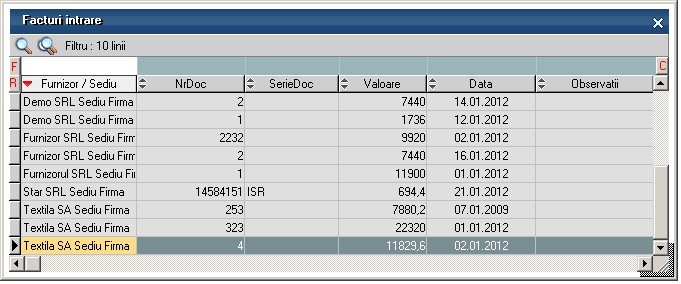 Facturi intrare
Filtru : 10 linii
F
C
R Furnizor / Sediu NrDoc SerieDoc Valoare Data Observatii
Demo SRL Sediu Firma 2 7440 14.01.2012
Demo SRL Sediu Firma 1 1736 12.01.2012
Furnizor SRL Sediu Firm 2232 9920 02.01.2012
Furnizor SRL Sediu Firm 2 7440 16.01.2012
Furnizorul SRL Sediu Fi 1 11900 01.01.2012
Star SRL Sediu Firma 14584151 ISR 694,4 21.01.2012
Textila SA Sediu Firma 253 7880,2 07.01.2009
Textila SA Sediu Firma 323 22320 01.01.2012
Textila SA Sediu Firma 4 11829,6 02.01.2012